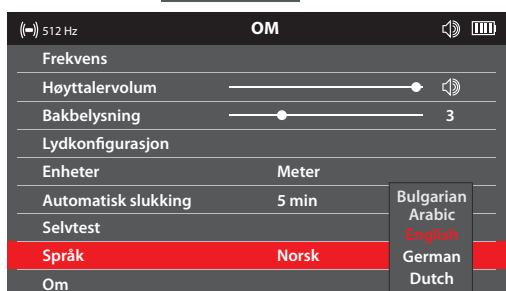 512 Hz OM
Frekvens
Høyttalervolum
Bakbelysning 3
Lydkonfigurasjon
Enheter Meter
Automatisk slukking 5 min
Selvtest
Språk Norsk
Om
Bulgarian
Arabic
English
German
Dutch